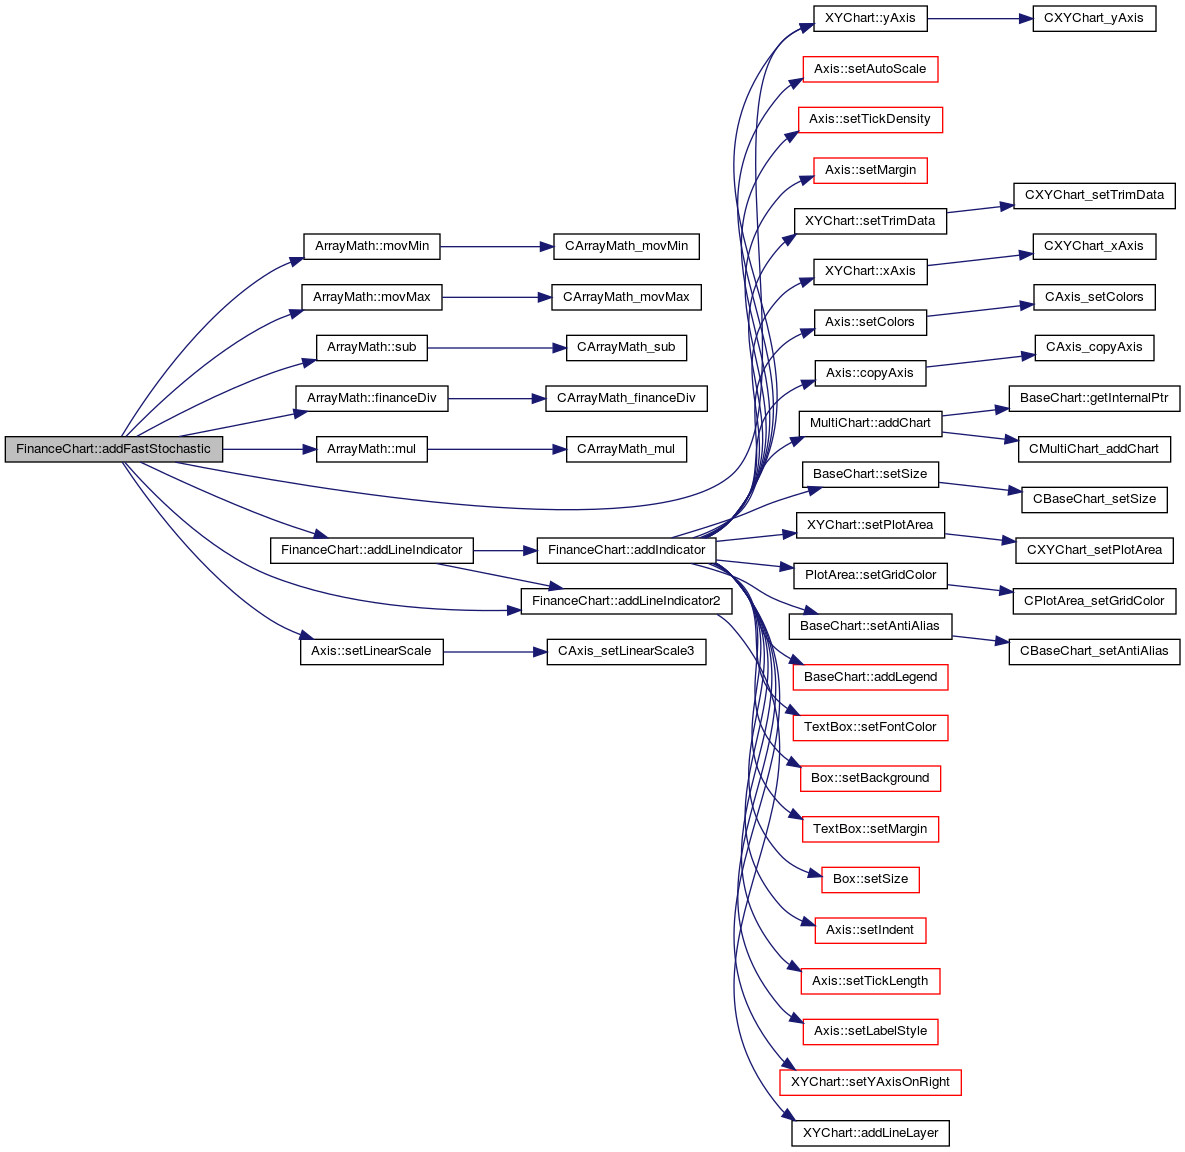 FinanceChart::addFastStochastic
ArrayMath::movMin
ArrayMath::movMax
ArrayMath::sub
ArrayMath::financeDiv
ArrayMath::mul
FinanceChart::addLineIndicator
Axis::setLinearScale
CArrayMath_movMin
CArrayMath_movMax
CArrayMath_sub
CArrayMath_financeDiv
CArrayMath_mul
FinanceChart::addIndicator
FinanceChart::addLineIndicator2
CAxis_setLinearScale3
XYChart::yAxis
Axis::setAutoScale
Axis::setTickDensity
Axis::setMargin
XYChart::setTrimData
XYChart::xAxis
Axis::setColors
Axis::copyAxis
MultiChart::addChart
BaseChart::setSize
XYChart::setPlotArea
PlotArea::setGridColor
BaseChart::setAntiAlias
BaseChart::addLegend
TextBox::setFontColor
Box::setBackground
TextBox::setMargin
Box::setSize
Axis::setIndent
Axis::setTickLength
Axis::setLabelStyle
XYChart::setYAxisOnRight
XYChart::addLineLayer
CXYChart_yAxis
CXYChart_setTrimData
CXYChart_xAxis
CAxis_setColors
CAxis_copyAxis
BaseChart::getInternalPtr
CMultiChart_addChart
CBaseChart_setSize
CXYChart_setPlotArea
CPlotArea_setGridColor
CBaseChart_setAntiAlias